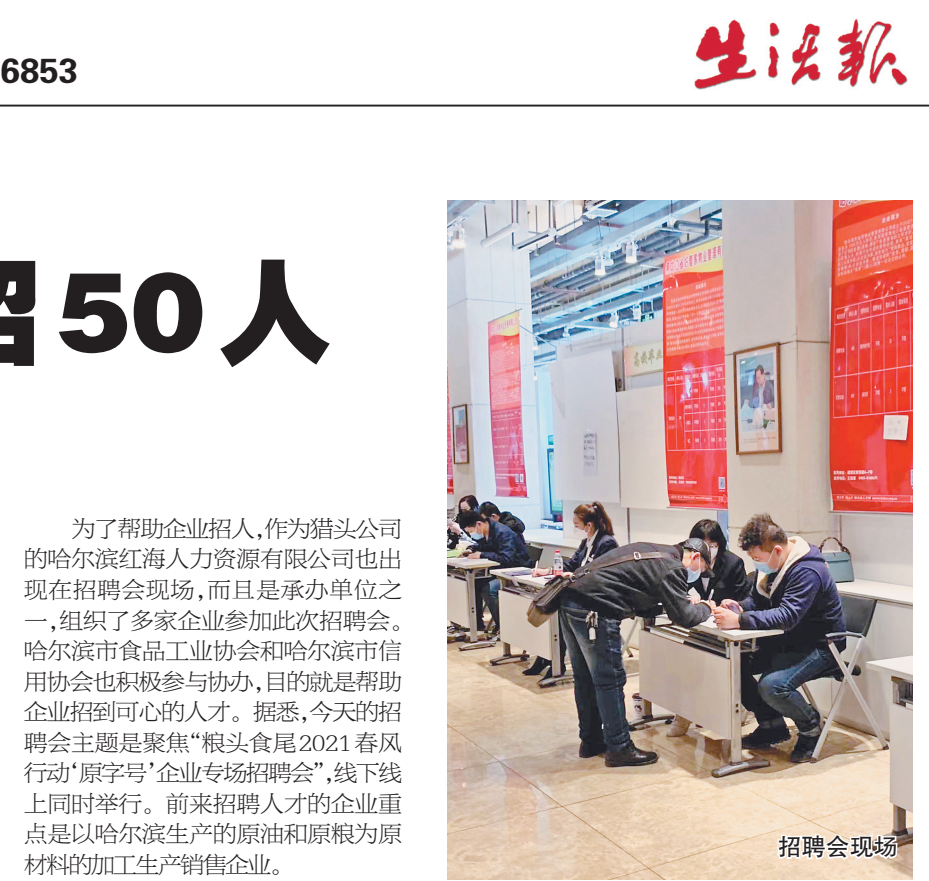 6853
生活報
50人
为了帮助企业招人,作为猎头公司
的哈尔滨红海人力资源有限公司也出
现在招聘会现场,而且是承办单位之
一,组织了多家企业参加此次招聘会。
哈尔滨市食品工业协会和哈尔滨市信
用协会也积极参与协办,目的就是帮助
企业招到可心的人才。据悉,今天的招
聘会主题是聚焦“粮头食尾2021春风
行动‘原字号’企业专场招聘会”,线下线
上同时举行。前来招聘人才的企业重
点是以哈尔滨生产的原油和原粮为原
材料的加工生产销售企业。
招聘会现场